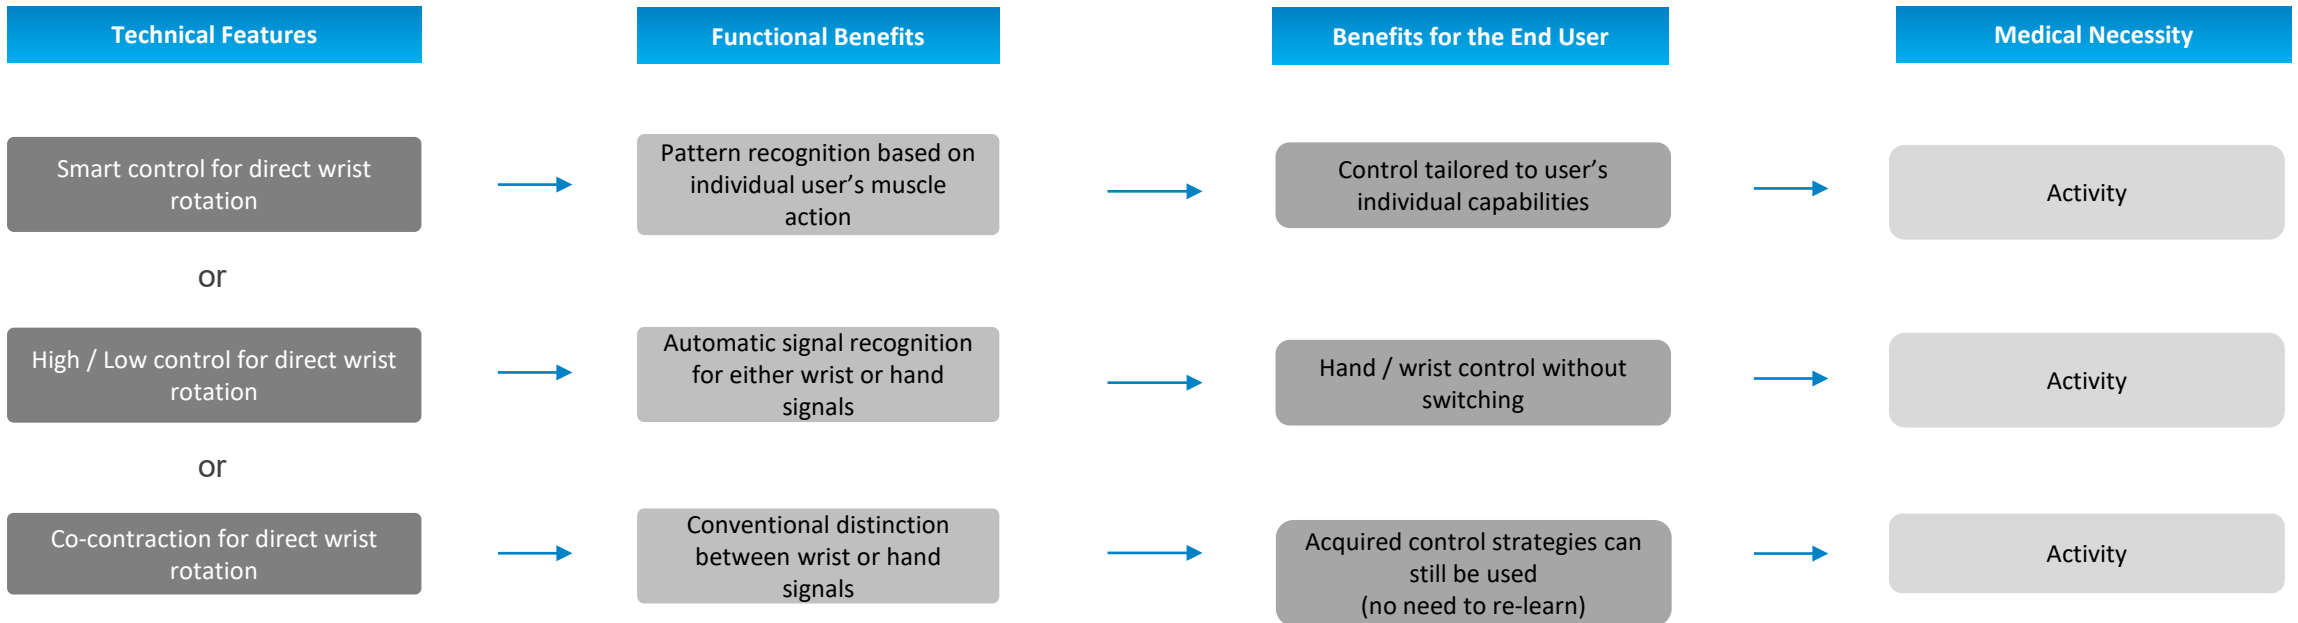 Technical Features
Functional Benefits
Benefits for the End User
Medical Necessity
Smart control for direct wrist
rotation
Pattern recognition based on
individual user’s muscle
action
Control tailored to user’s
individual capabilities
Activity
or
High / Low control for direct wrist
rotation
Automatic signal recognition
for either wrist or hand
signals
Hand / wrist control without
switching
Activity
or
Co-contraction for direct wrist
rotation
Conventional distinction
between wrist or hand
signals
Acquired control strategies can
still be used
(no need to re-learn)
Activity